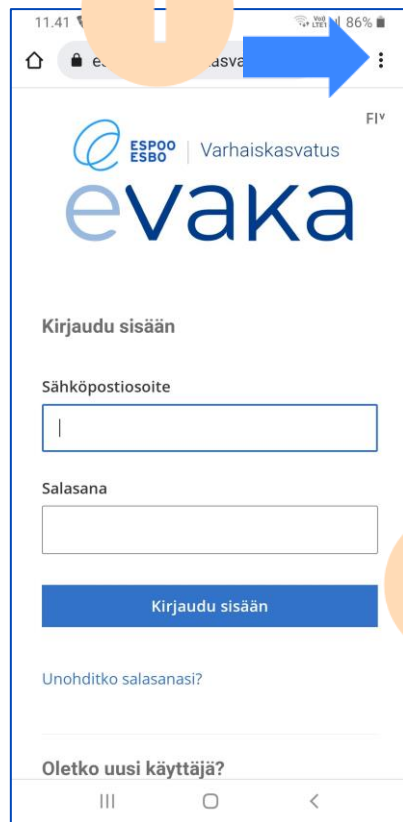 11.41 86%
FI
ESPOO
ESBO Varhaiskasvatus
evaka
Kirjaudu sisään
Sähköpostiosoite
Salasana
Kirjaudu sisään
Unohditko salasanasi?
Oletko uusi käyttäjä?